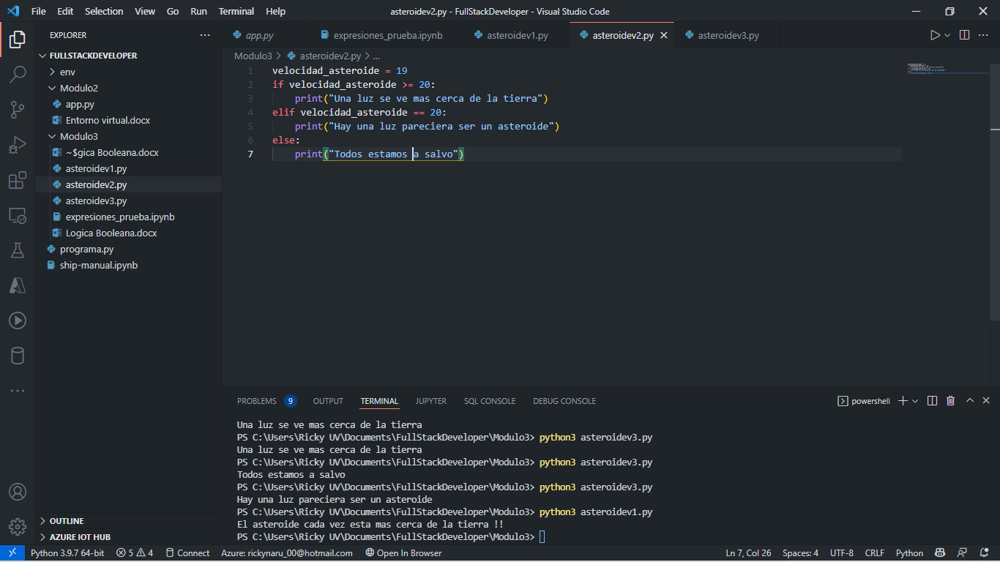 File Edit Selection View Go Run Terminal Help asteroidev2.py - FullStackDeveloper - Visual Studio Code
EXPLORER
FULLSTACKDEVELOPER
env
Modulo2
app.py
Entorno virtual.docx
Modulo3
~$gica Booleana.docx
asteroidev1.py
asteroidev2.py
asteroidev3.py
expresiones_prueba.ipynb
Logica Booleana.docx
programa.py
ship-manual.ipynb
OUTLINE
AZURE IOT HUB
app.py expresiones_prueba.ipynb asteroidev1.py asteroidev2.py asteroidev3.py
Modulo3 > asteroidev2.py > ...
1 velocidad_asteroide = 19
2 if velocidad_asteroide >= 20:
3 print("Una luz se ve mas cerca de la tierra")
4 elif velocidad_asteroide == 20:
5 print("Hay una luz pareciera ser un asteroide")
6 else:
7 print("Todos estamos a salvo")
PROBLEMS 9 OUTPUT TERMINAL JUPYTER SQL CONSOLE DEBUG CONSOLE powershell
Una luz se ve mas cerca de la tierra
PS C:\Users\Ricky UV\Documents\FullStackDeveloper\Modulo3> python3 asteroidev3.py
Una luz se ve mas cerca de la tierra
PS C:\Users\Ricky UV\Documents\FullStackDeveloper\Modulo3> python3 asteroidev3.py
Todos estamos a salvo
PS C:\Users\Ricky UV\Documents\FullStackDeveloper\Modulo3> python3 asteroidev3.py
Hay una luz pareciera ser un asteroide
PS C:\Users\Ricky UV\Documents\FullStackDeveloper\Modulo3> python3 asteroidev1.py
El asteroide cada vez esta mas cerca de la tierra !!
PS C:\Users\Ricky UV\Documents\FullStackDeveloper\Modulo3>
Python 3.9.7 64-bit 5 4 Connect Azure: rickynaru_00@hotmail.com Open In Browser Ln 7, Col 26 Spaces: 4 UTF-8 CRLF Python